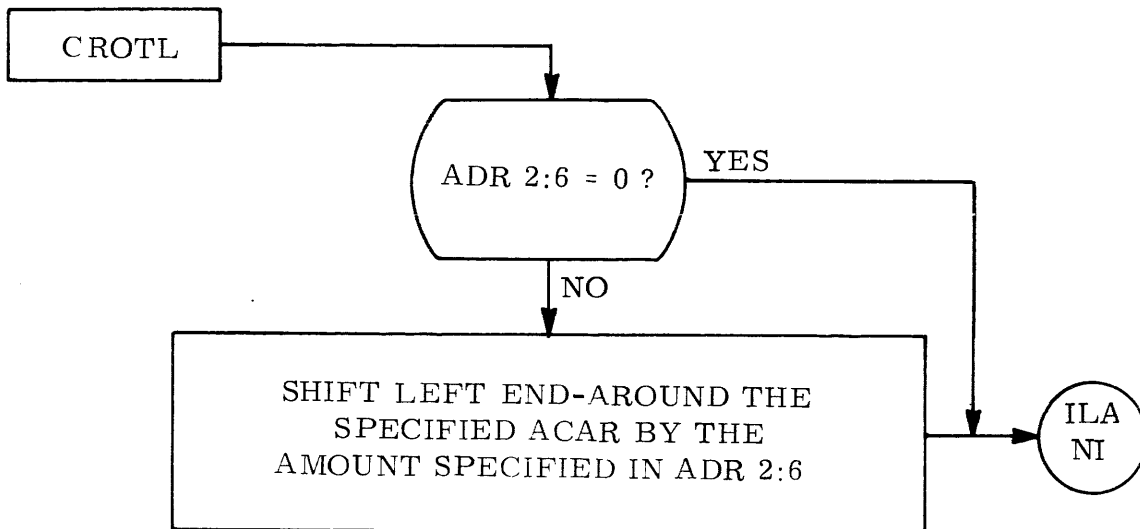 CROTL
ADR 2:6 = 0 ?
YES
NO
SHIFT LEFT END-AROUND THE
SPECIFIED ACAR BY THE
AMOUNT SPECIFIED IN ADR 2:6
ILA
NI